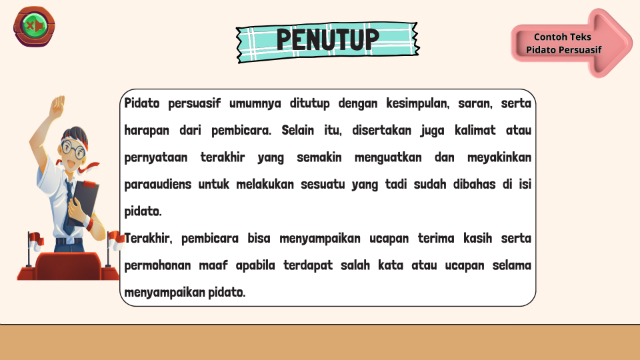 PENUTUP
Contoh Teks
Pidato Persuasif
Pidato persuasif umumnya ditutup dengan kesimpulan, saran, serta
harapan dari pembicara. Selain itu, disertakan juga kalimat atau
pernyataan terakhir yang semakin menguatkan dan meyakinkan
paraaudiens untuk melakukan sesuatu yang tadi sudah dibahas di isi
pidato.
Terakhir, pembicara bisa menyampaikan ucapan terima kasih serta
permohonan maaf apabila terdapat salah kata atau ucapan selama
menyampaikan pidato.